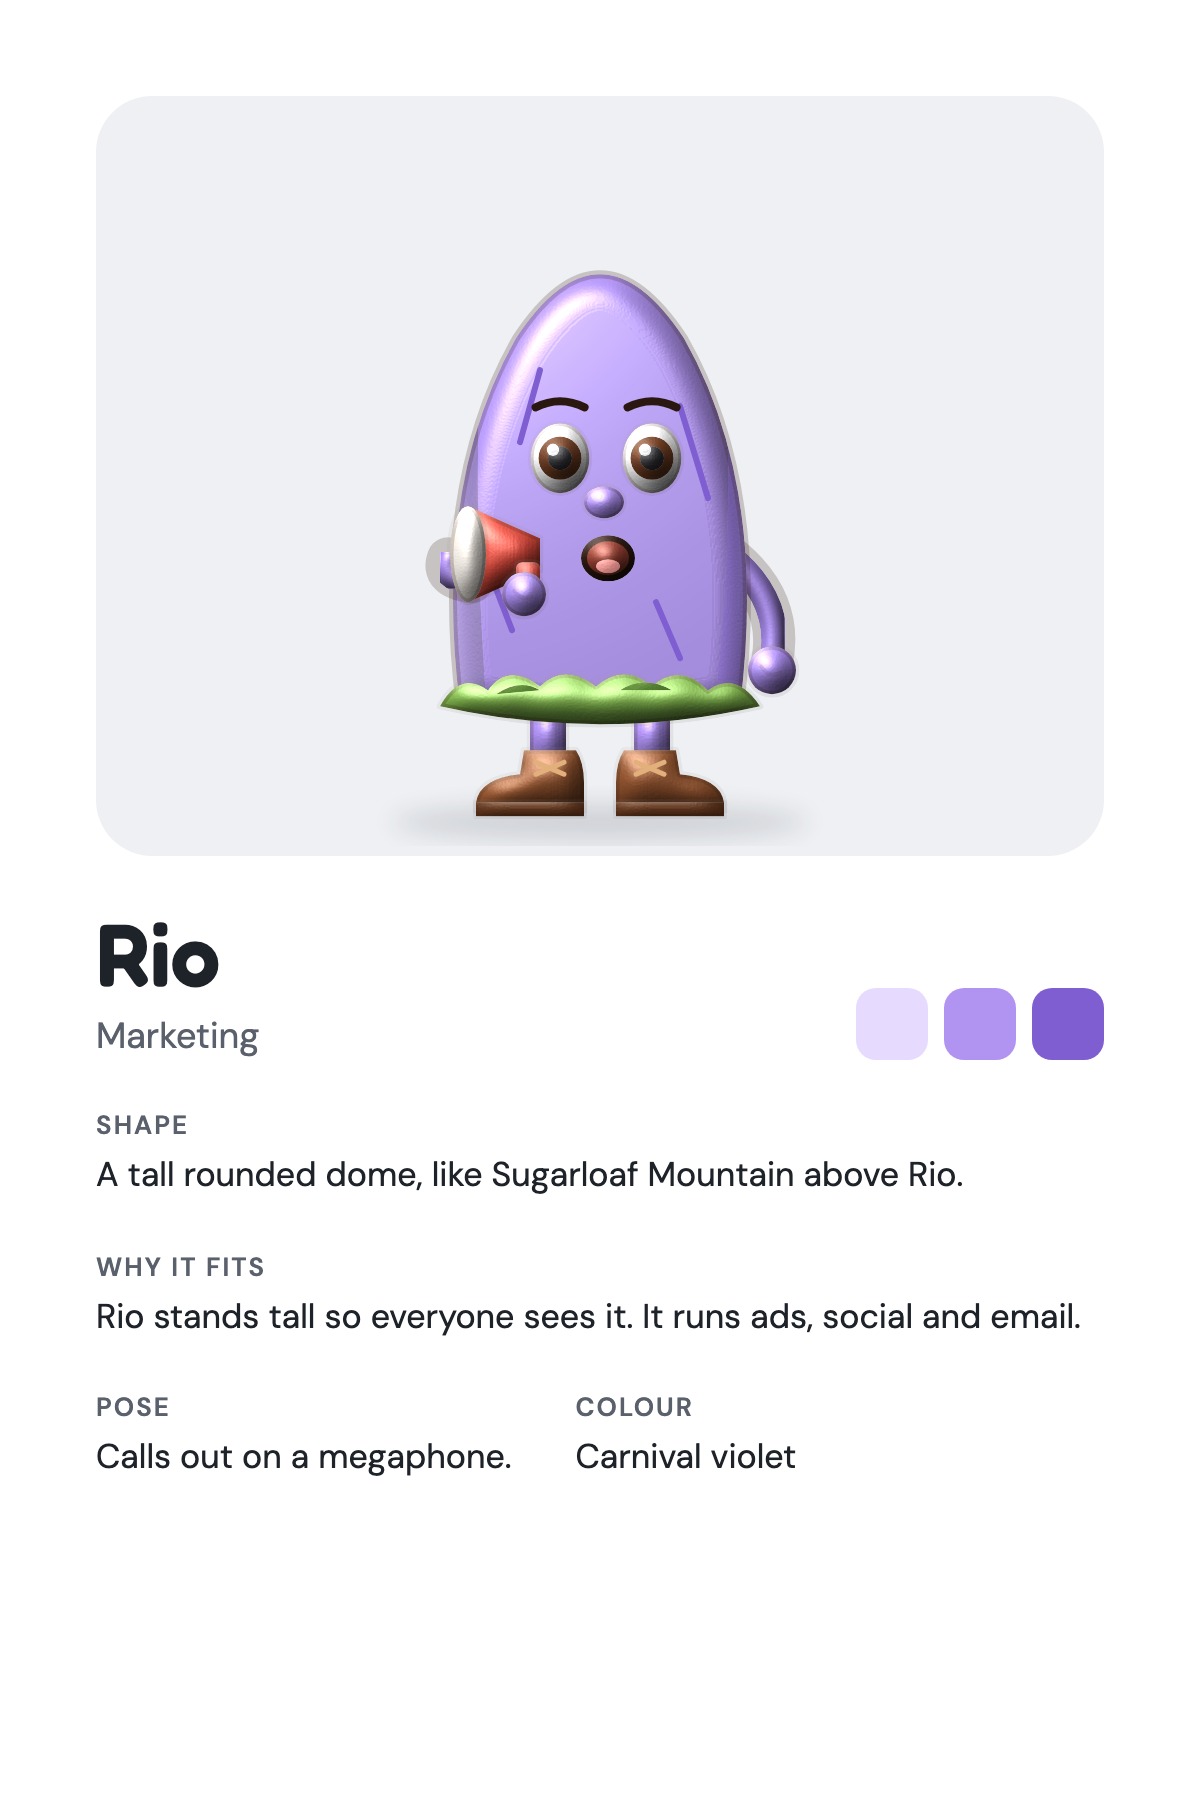 Rio
Marketing
SHAPE
A tall rounded dome, like Sugarloaf Mountain above Rio.
WHY IT FITS
Rio stands tall so everyone sees it. It runs ads, social and email.
POSE
Calls out on a megaphone.
COLOUR
Carnival violet